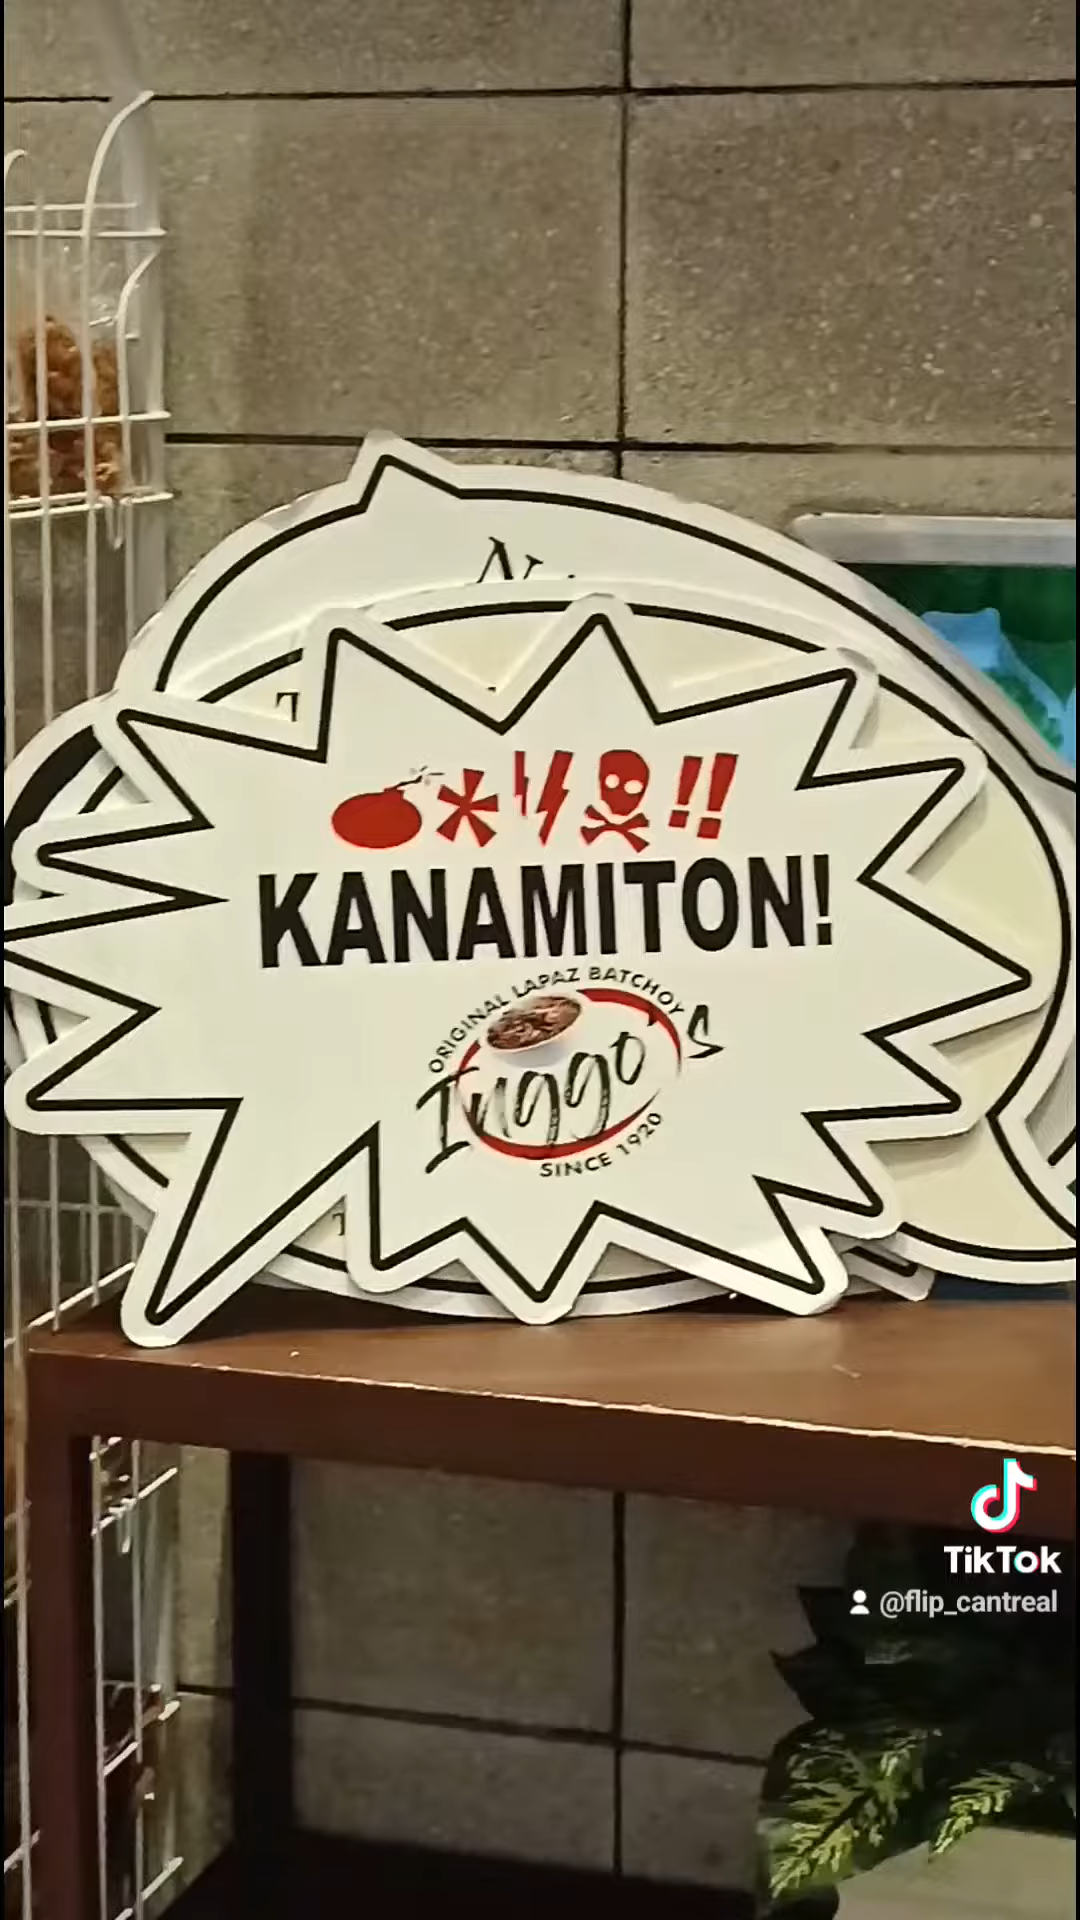 KANAMITON!
ORIGINAL LAPAZ BATCHOY
Inggo's
SINCE 1920
TikTok
@flip_cantreal